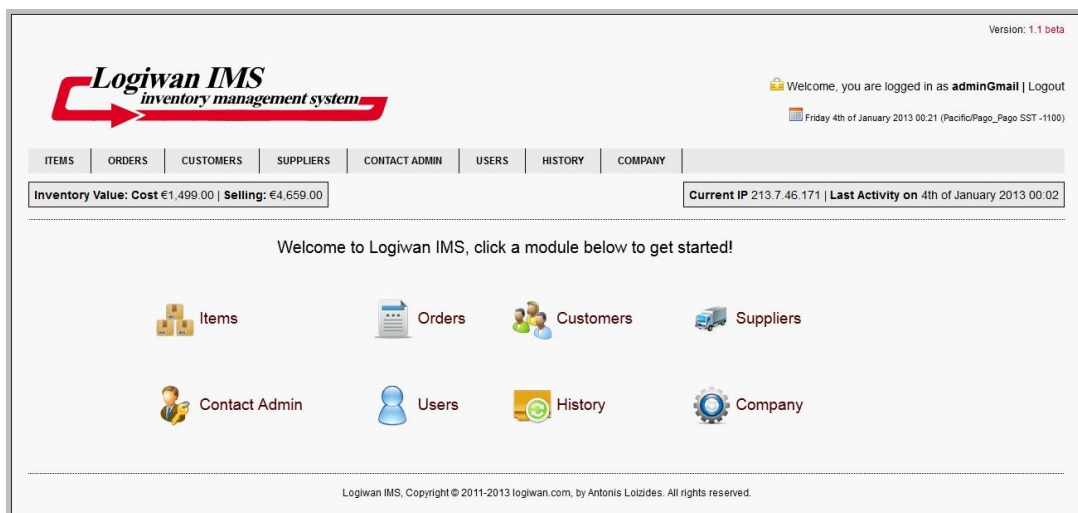 Version: 1.1 beta
Logiwan IMS
inventory management system
Welcome, you are logged in as adminGmail | Logout
Friday 4th of January 2013 00:21 (Pacific/Pago_Pago SST -1100)
ITEMS ORDERS CUSTOMERS SUPPLIERS CONTACT ADMIN USERS HISTORY COMPANY
Inventory Value: Cost €1,499.00 | Selling: €4,659.00
Current IP 213.7.46.171 | Last Activity on 4th of January 2013 00:02
Welcome to Logiwan IMS, click a module below to get started!
Items Orders Customers Suppliers
Contact Admin Users History Company
Logiwan IMS, Copyright © 2011-2013 logiwan.com, by Antonis Loizides. All rights reserved.